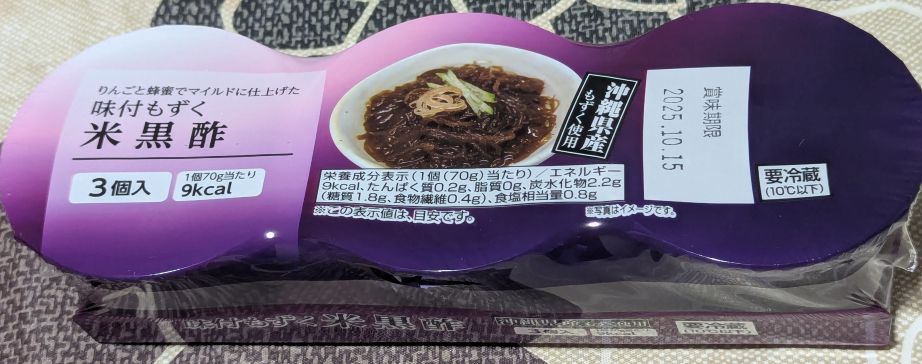 りんごと蜂蜜でマイルドに仕上げた
味付もずく
米黒酢
3個入
1個70g当たり
9kcal
沖縄県産
もずく使用
栄養成分表示(1個(70g)当たり)/エネルギー
9kcal、たんぱく質0.2g、脂質0g、炭水化物2.2g
(糖質1.8g、食物繊維0.4g)、食塩相当量0.8g
※この表示値は、目安です。
※写真はイメージです。
賞味期限
2025.10.15
要冷蔵
(10℃以下)
味付もずく 米黒酢
要冷蔵